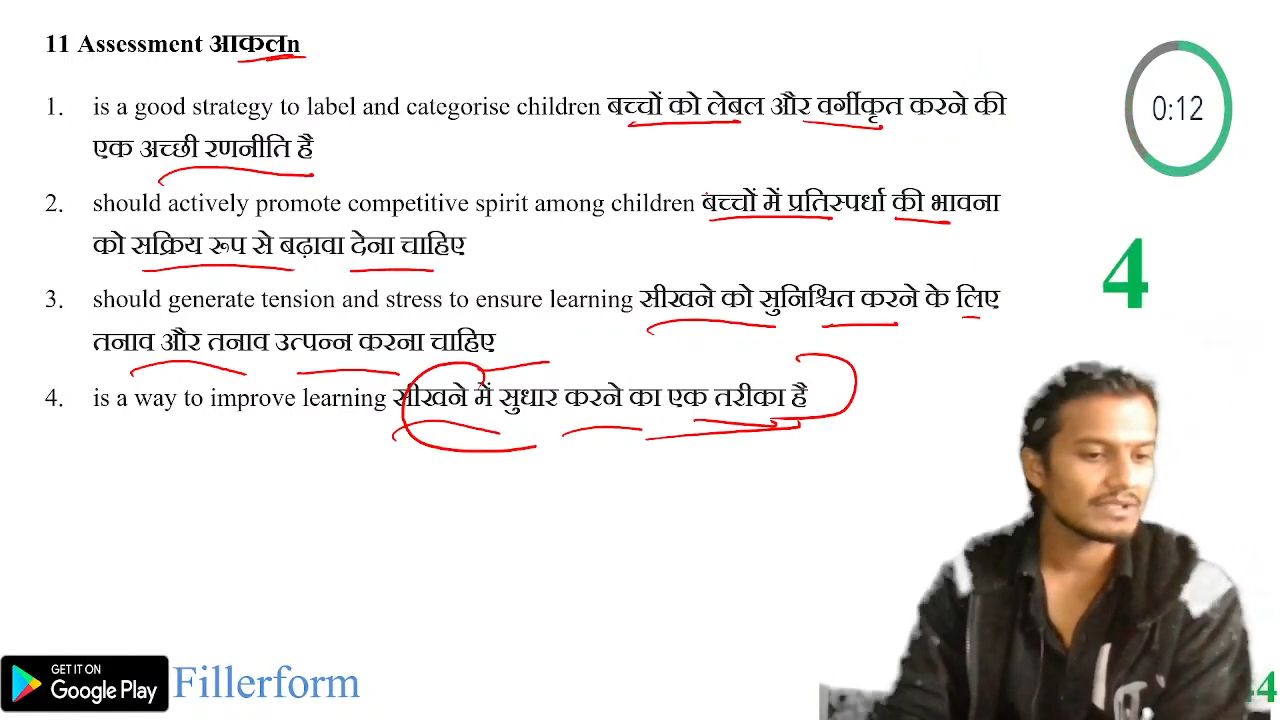 11 Assessment आकलn
1. is a good strategy to label and categorise children बच्चों को लेबल और वर्गीकृत करने की
एक अच्छी रणनीति है
2. should actively promote competitive spirit among children बच्चों में प्रतिस्पर्धा की भावना
को सक्रिय रूप से बढ़ावा देना चाहिए
3. should generate tension and stress to ensure learning सीखने को सुनिश्चित करने के लिए
तनाव और तनाव उत्पन्न करना चाहिए
4. is a way to improve learning सीखने में सुधार करने का एक तरीका है
0:12
4
GET IT ON
Google Play
Fillerform